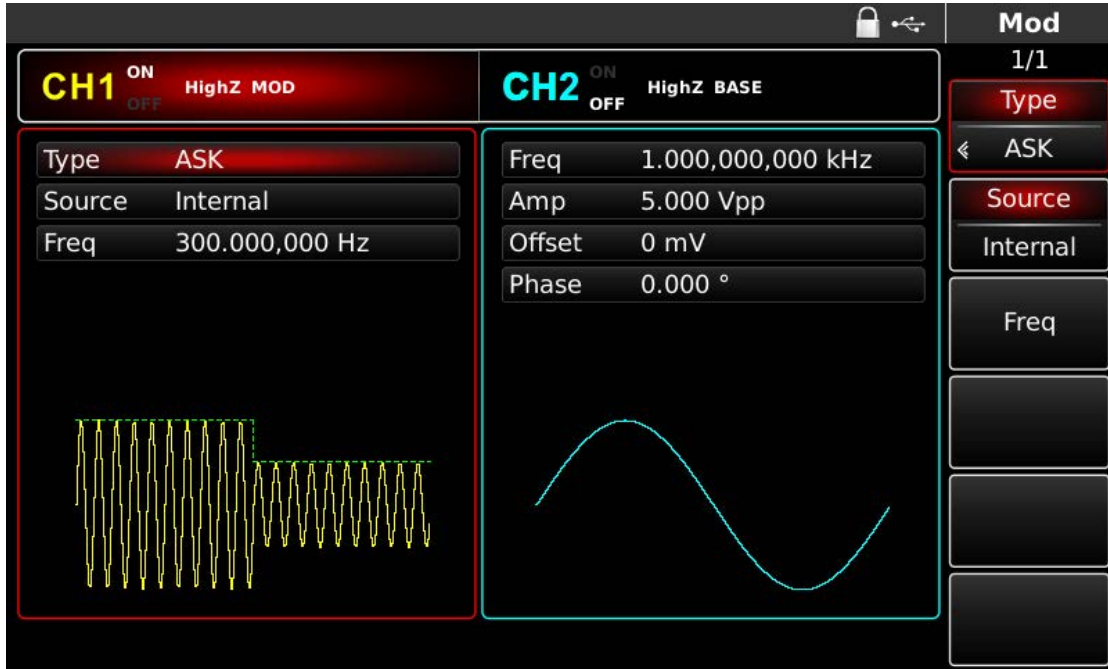 Mod
1/1
CH1 ON OFF HighZ MOD
CH2 ON OFF HighZ BASE
Type
ASK
Source
Internal
Freq
Type ASK
Source Internal
Freq 300.000,000 Hz
Freq 1.000,000,000 kHz
Amp 5.000 Vpp
Offset 0 mV
Phase 0.000 °